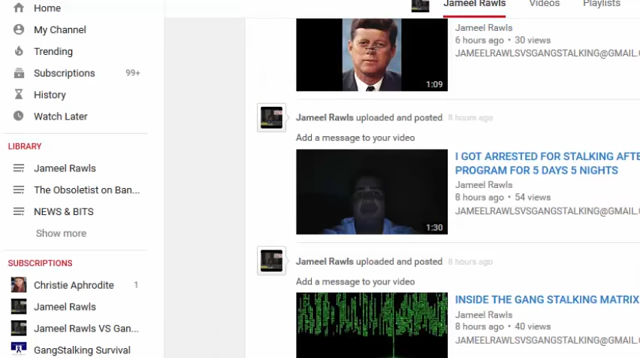 Home
My Channel
Trending
Subscriptions 99+
History
Watch Later
LIBRARY
Jameel Rawls
The Obsoletist on Ban...
NEWS & BITS
Show more
SUBSCRIPTIONS
Christie Aphrodite 1
Jameel Rawls
Jameel Rawls VS Gan...
GangStalking Survival
Jameel Rawls Videos Playlists
1:09
Jameel Rawls
6 hours ago • 30 views
JAMEELRAWLSVSGANGSTALKING@GMAIL.
Jameel Rawls uploaded and posted 8 hours ago
Add a message to your video
1:30
I GOT ARRESTED FOR STALKING AFTE
PROGRAM FOR 5 DAYS 5 NIGHTS
Jameel Rawls
8 hours ago • 54 views
JAMEELRAWLSVSGANGSTALKING@GMAIL.
Jameel Rawls uploaded and posted 8 hours ago
Add a message to your video
INSIDE THE GANG STALKING MATRIX
Jameel Rawls
8 hours ago • 40 views
JAMEELRAWLSVSGANGSTALKING@GMAIL.